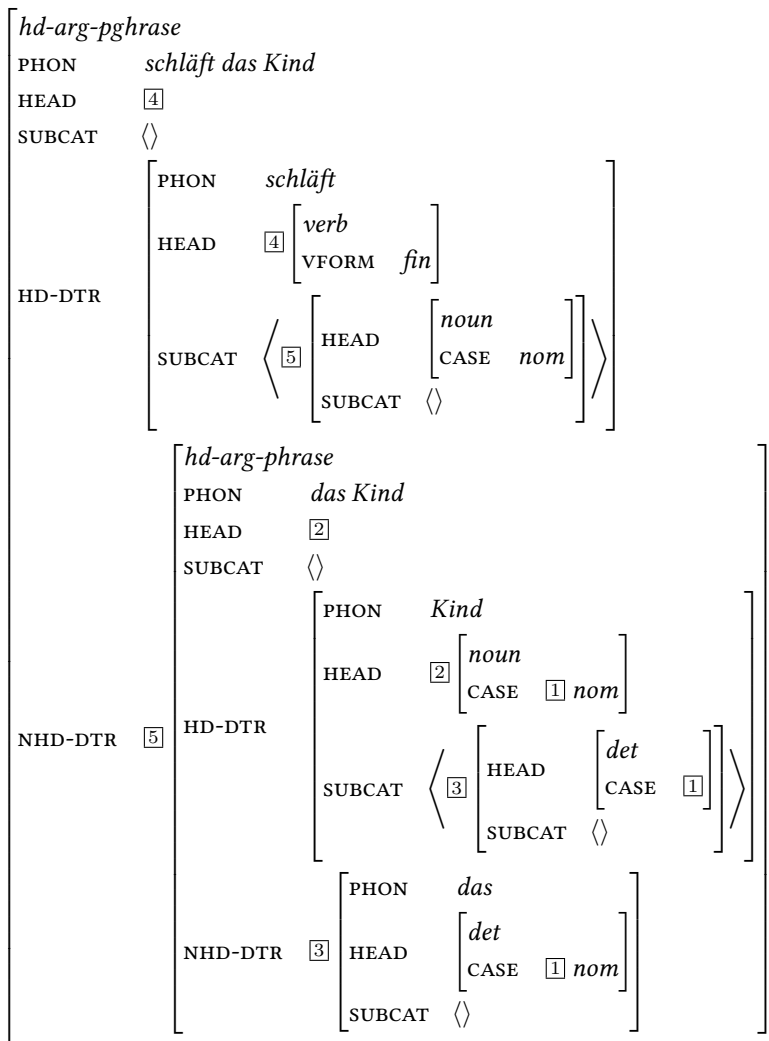 hd-arg-pghrase
PHON schläft das Kind
HEAD 4
SUBCAT ⟨⟩
PHON schläft
HEAD 4 verb
VFORM fin
HD-DTR
SUBCAT ⟨ 5 HEAD noun
CASE nom ⟩
SUBCAT ⟨⟩
hd-arg-phrase
PHON das Kind
HEAD 2
SUBCAT ⟨⟩
PHON Kind
HEAD 2 noun
CASE 1 nom
NHD-DTR 5 HD-DTR
SUBCAT ⟨ 3 HEAD det
CASE 1 ⟩
SUBCAT ⟨⟩
PHON das
NHD-DTR 3 HEAD det
CASE 1 nom
SUBCAT ⟨⟩